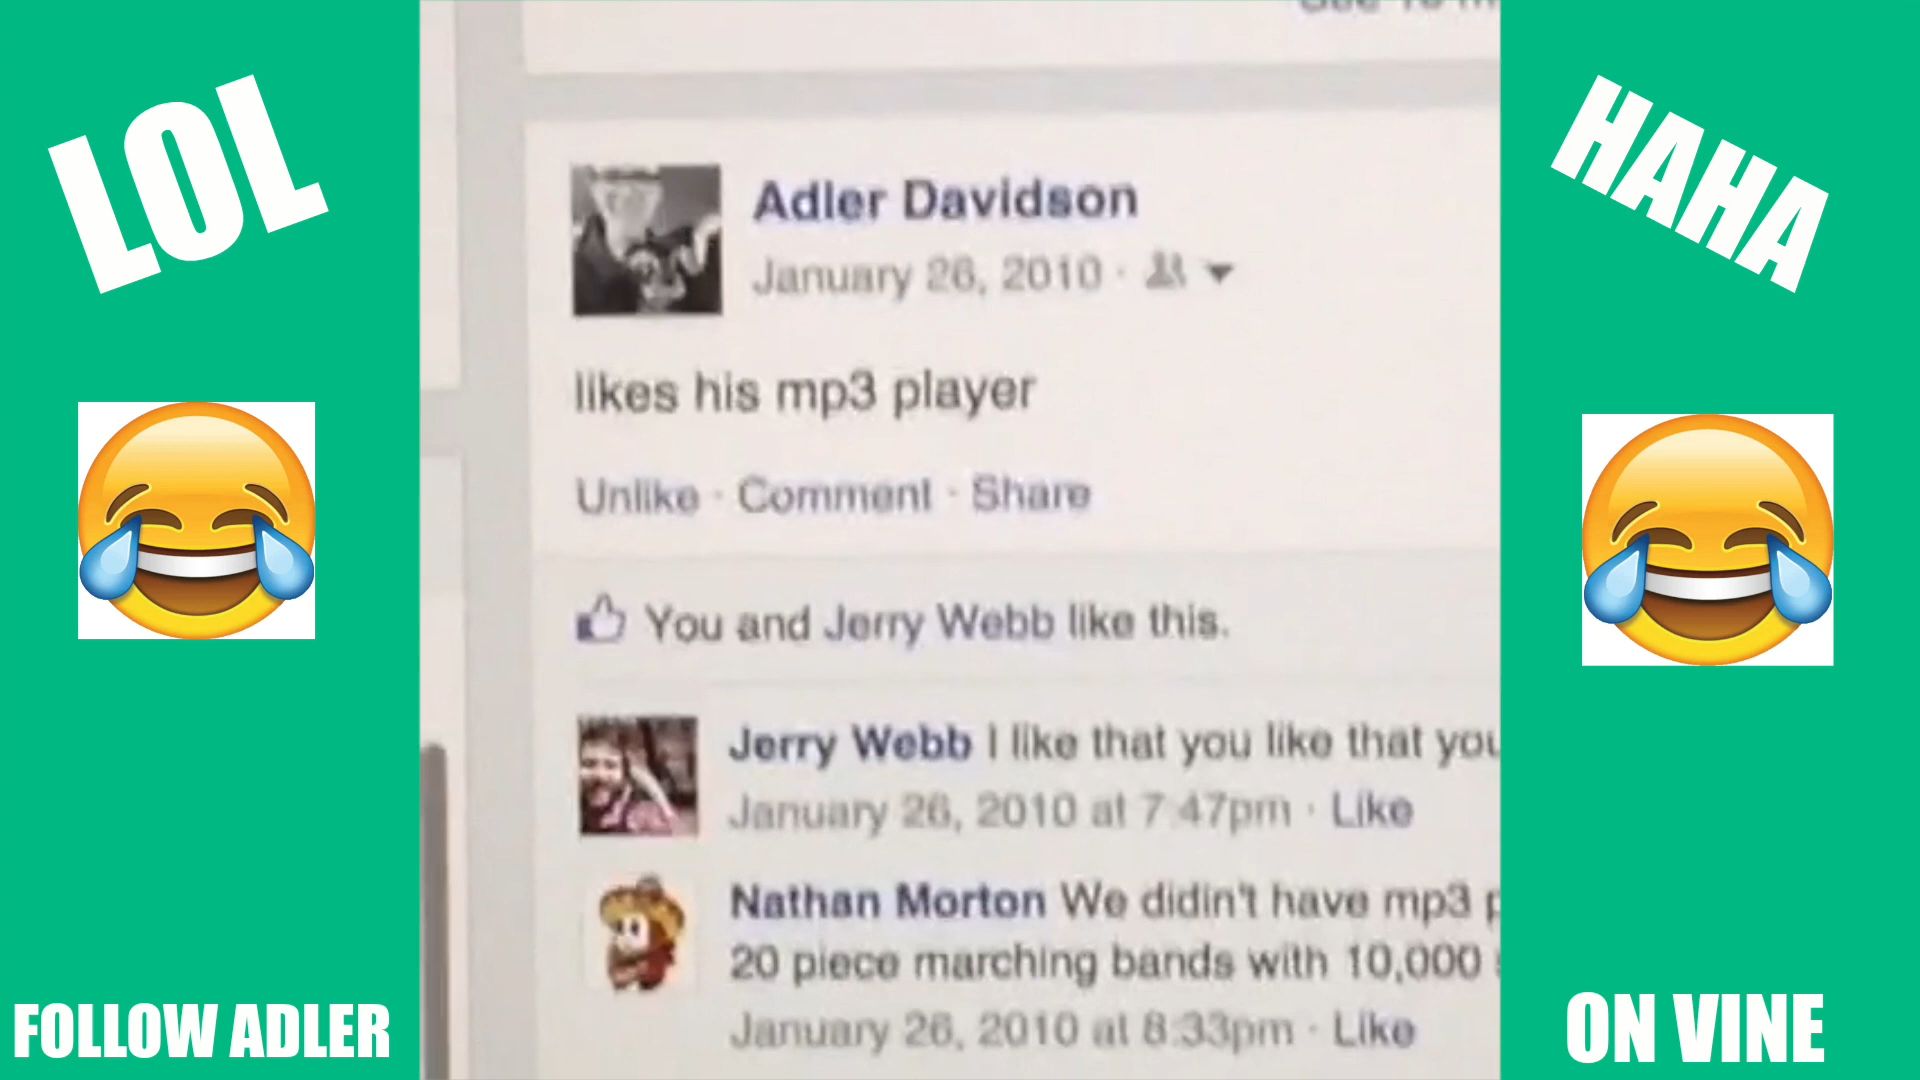 LOL
HAHA
Adler Davidson
January 26, 2010
likes his mp3 player
Unlike · Comment · Share
You and Jerry Webb like this.
Jerry Webb I like that you like that you
January 26, 2010 at 7:47pm · Like
Nathan Morton We didin't have mp3
20 piece marching bands with 10,000
January 26, 2010 at 8:33pm · Like
FOLLOW ADLER
ON VINE